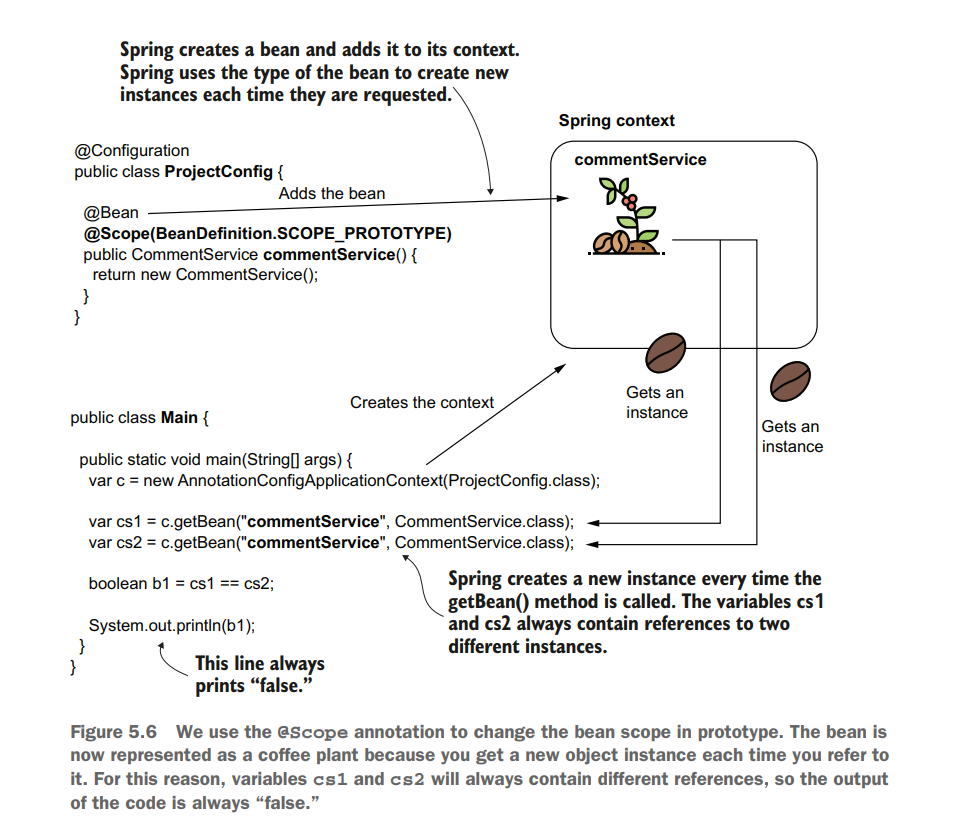 Spring creates a bean and adds it to its context.
Spring uses the type of the bean to create new
instances each time they are requested.
Spring context
commentService
@Configuration
public class ProjectConfig {
Adds the bean
@Bean
@Scope(BeanDefinition.SCOPE_PROTOTYPE)
public CommentService commentService() {
return new CommentService();
}
}
Gets an
instance
Gets an
instance
Creates the context
public class Main {
public static void main(String[] args) {
var c = new AnnotationConfigApplicationContext(ProjectConfig.class);
var cs1 = c.getBean("commentService", CommentService.class);
var cs2 = c.getBean("commentService", CommentService.class);
boolean b1 = cs1 == cs2;
System.out.println(b1);
}
}
Spring creates a new instance every time the
getBean() method is called. The variables cs1
and cs2 always contain references to two
different instances.
This line always
prints “false.”
Figure 5.6 We use the @Scope annotation to change the bean scope in prototype. The bean is
now represented as a coffee plant because you get a new object instance each time you refer to
it. For this reason, variables cs1 and cs2 will always contain different references, so the output
of the code is always “false.”